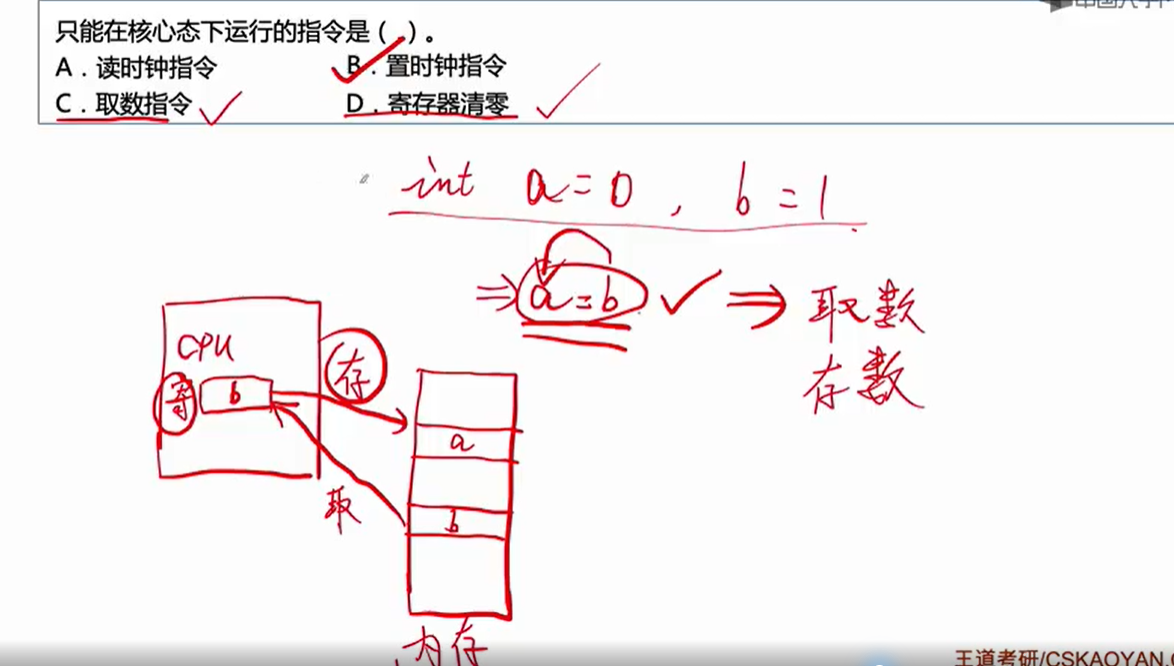 只能在核心态下运行的指令是（ ）。
A．读时钟指令 B．置时钟指令
C．取数指令 D．寄存器清零
int a=0, b=1
⇒ a=b ⇒ 取数
存数
CPU
存
寄 b
a
取
b
内存
王道考研/CSKAOYAN.